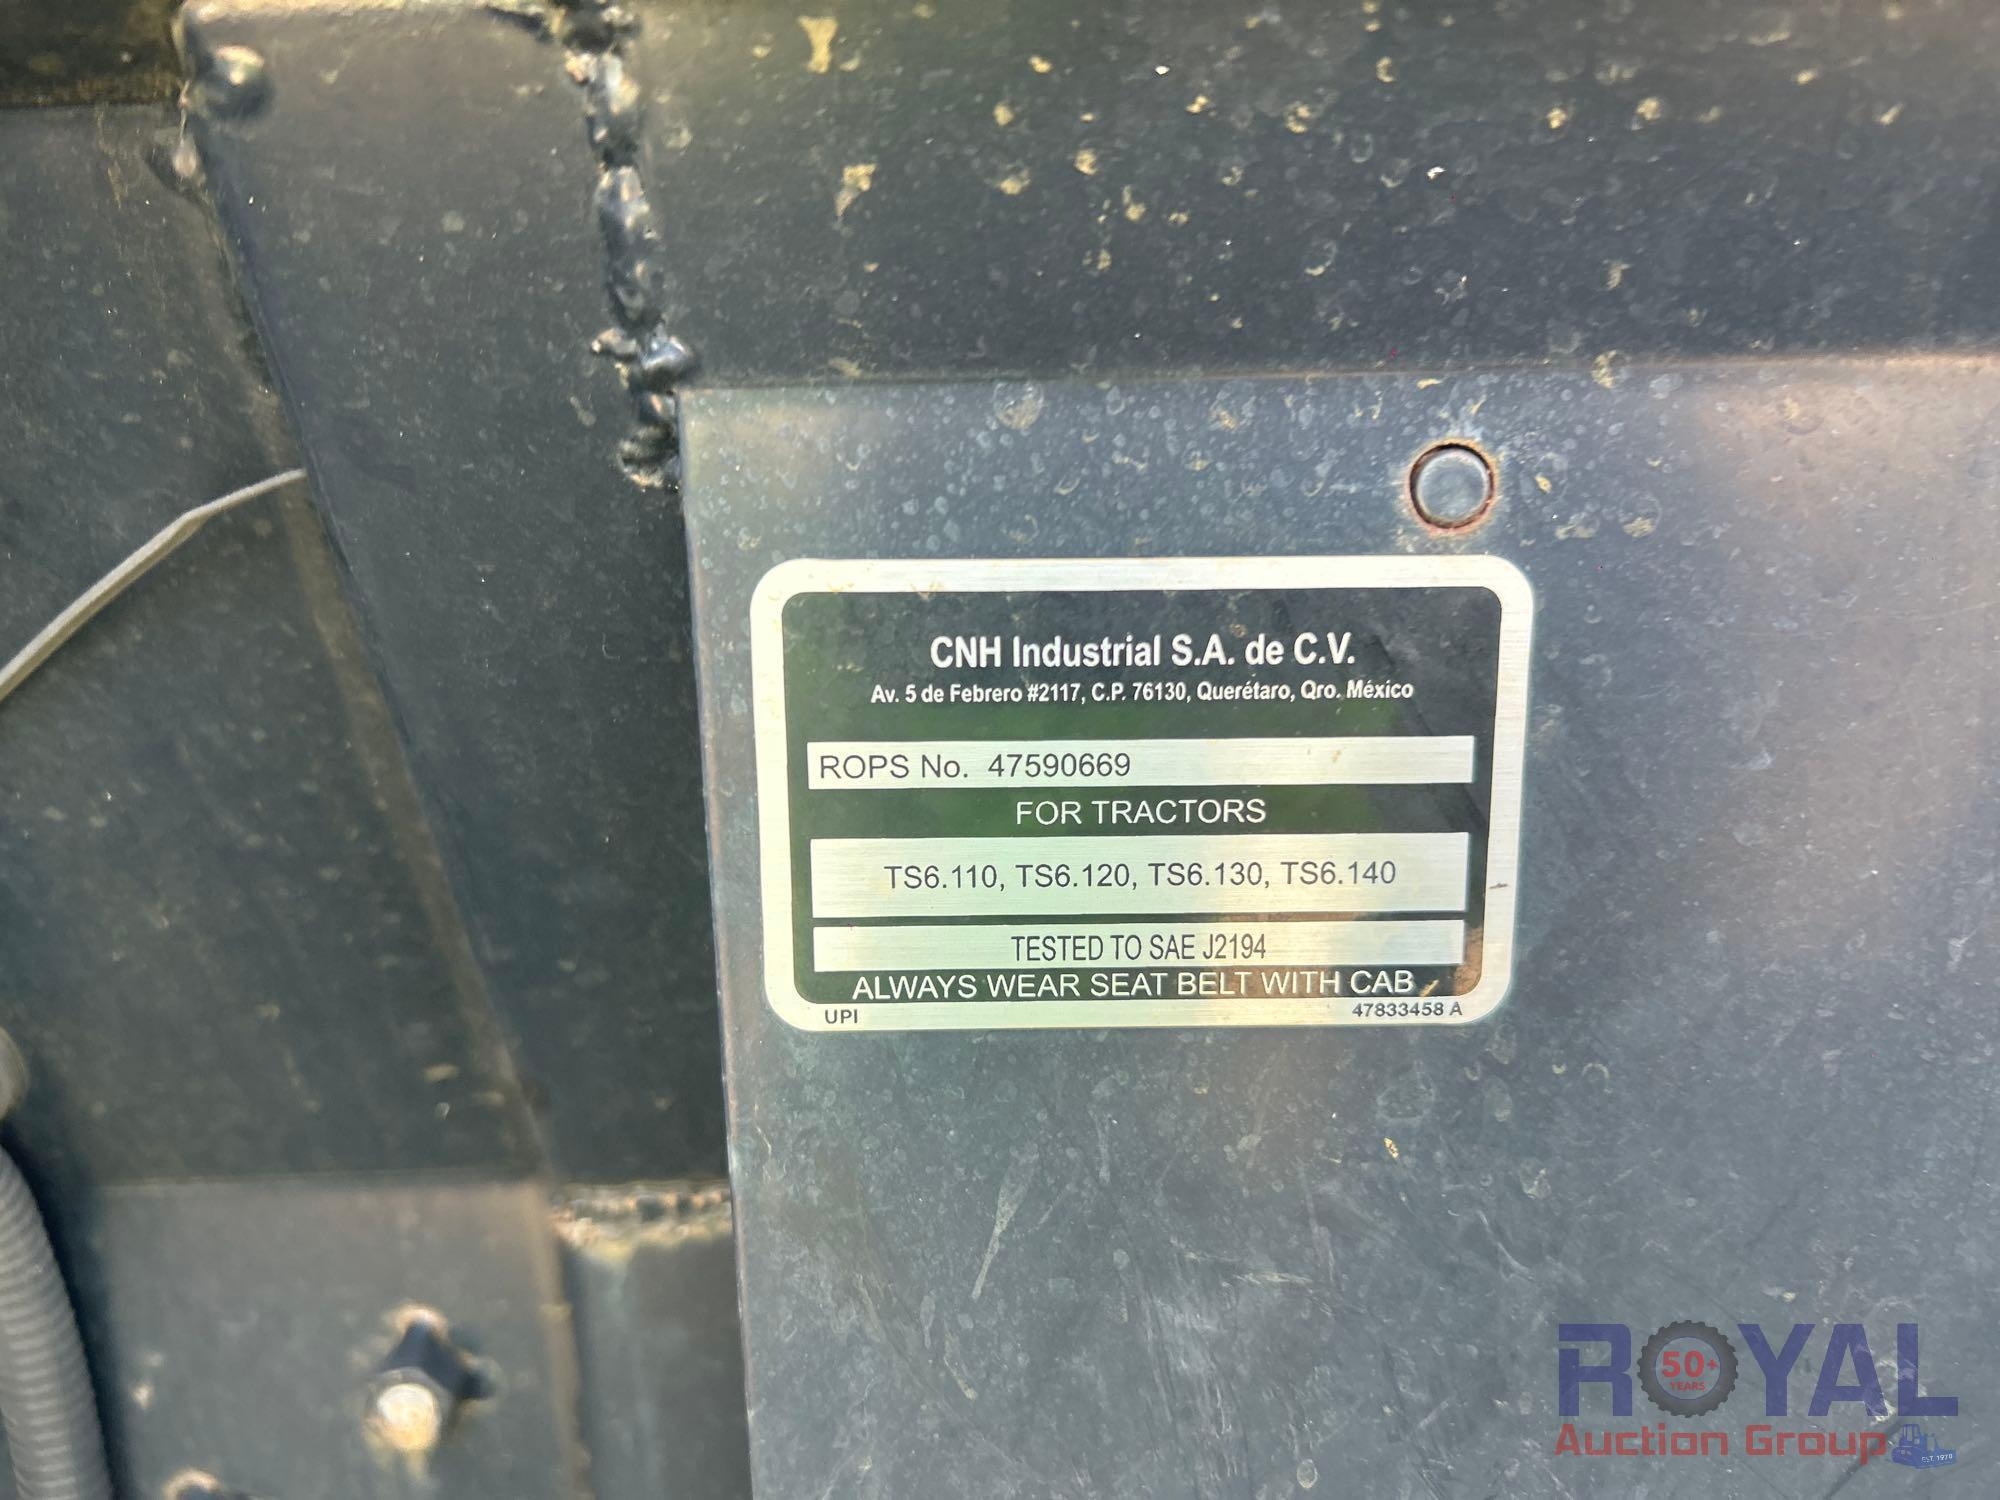 CNH Industrial S.A. de C.V.
Av. 5 de Febrero #2117, C.P. 76130, Querétaro, Qro. México
ROPS No. 47590669
FOR TRACTORS
TS6.110, TS6.120, TS6.130, TS6.140
TESTED TO SAE J2194
ALWAYS WEAR SEAT BELT WITH CAB
UPI 47833458 A
ROYAL
50+
YEARS
Auction Group
EST. 1970